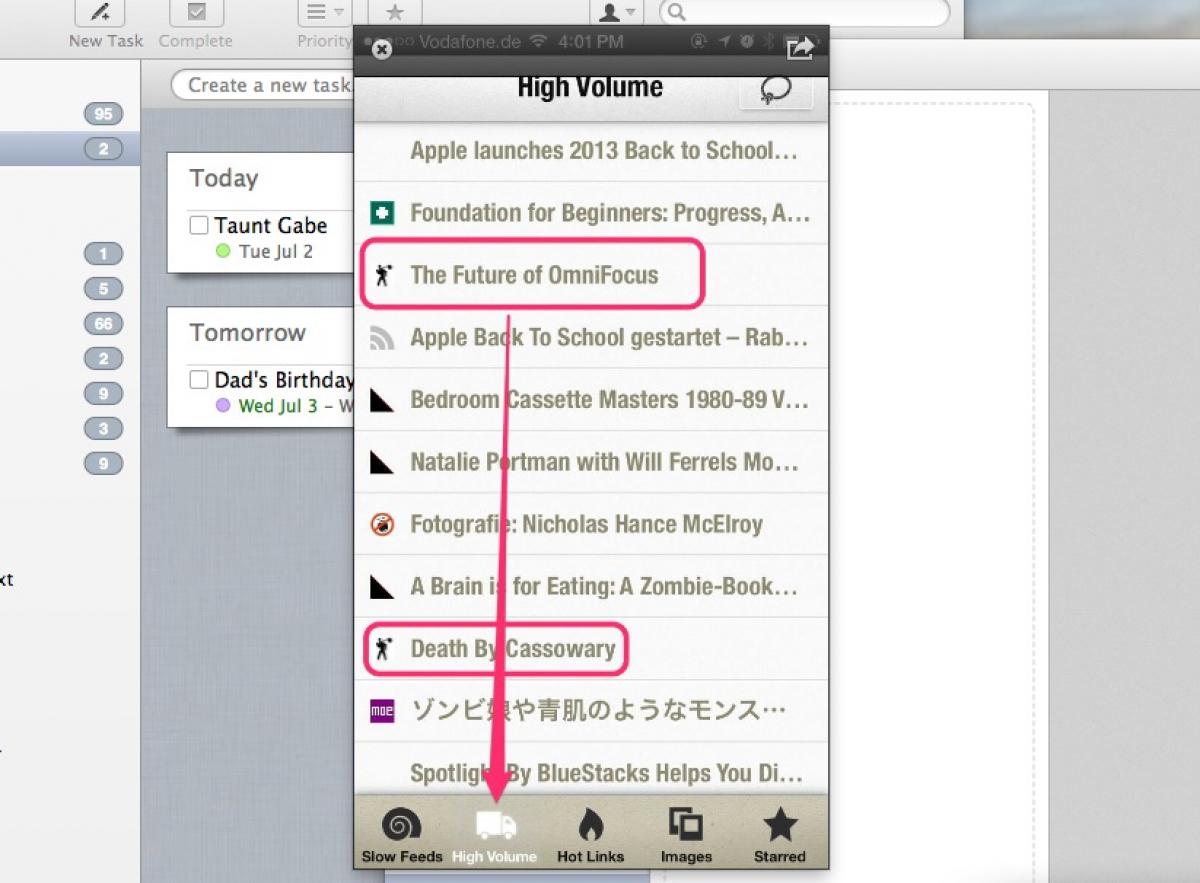 New Task
Complete
Priority
Create a new task.
95
2
1
5
66
2
9
3
9
xt
Today
Taunt Gabe
Tue Jul 2
Tomorrow
Dad's Birthday
Wed Jul 3 – W
Vodafone.de 4:01 PM
High Volume
Apple launches 2013 Back to School...
Foundation for Beginners: Progress, A...
The Future of OmniFocus
Apple Back To School gestartet – Rab...
Bedroom Cassette Masters 1980-89 V...
Natalie Portman with Will Ferrels Mo...
Fotografie: Nicholas Hance McElroy
A Brain is for Eating: A Zombie-Book...
Death By Cassowary
moe
ゾンビ娘や青肌のようなモンス…
Spotlight By BlueStacks Helps You Di...
Slow Feeds
High Volume
Hot Links
Images
Starred